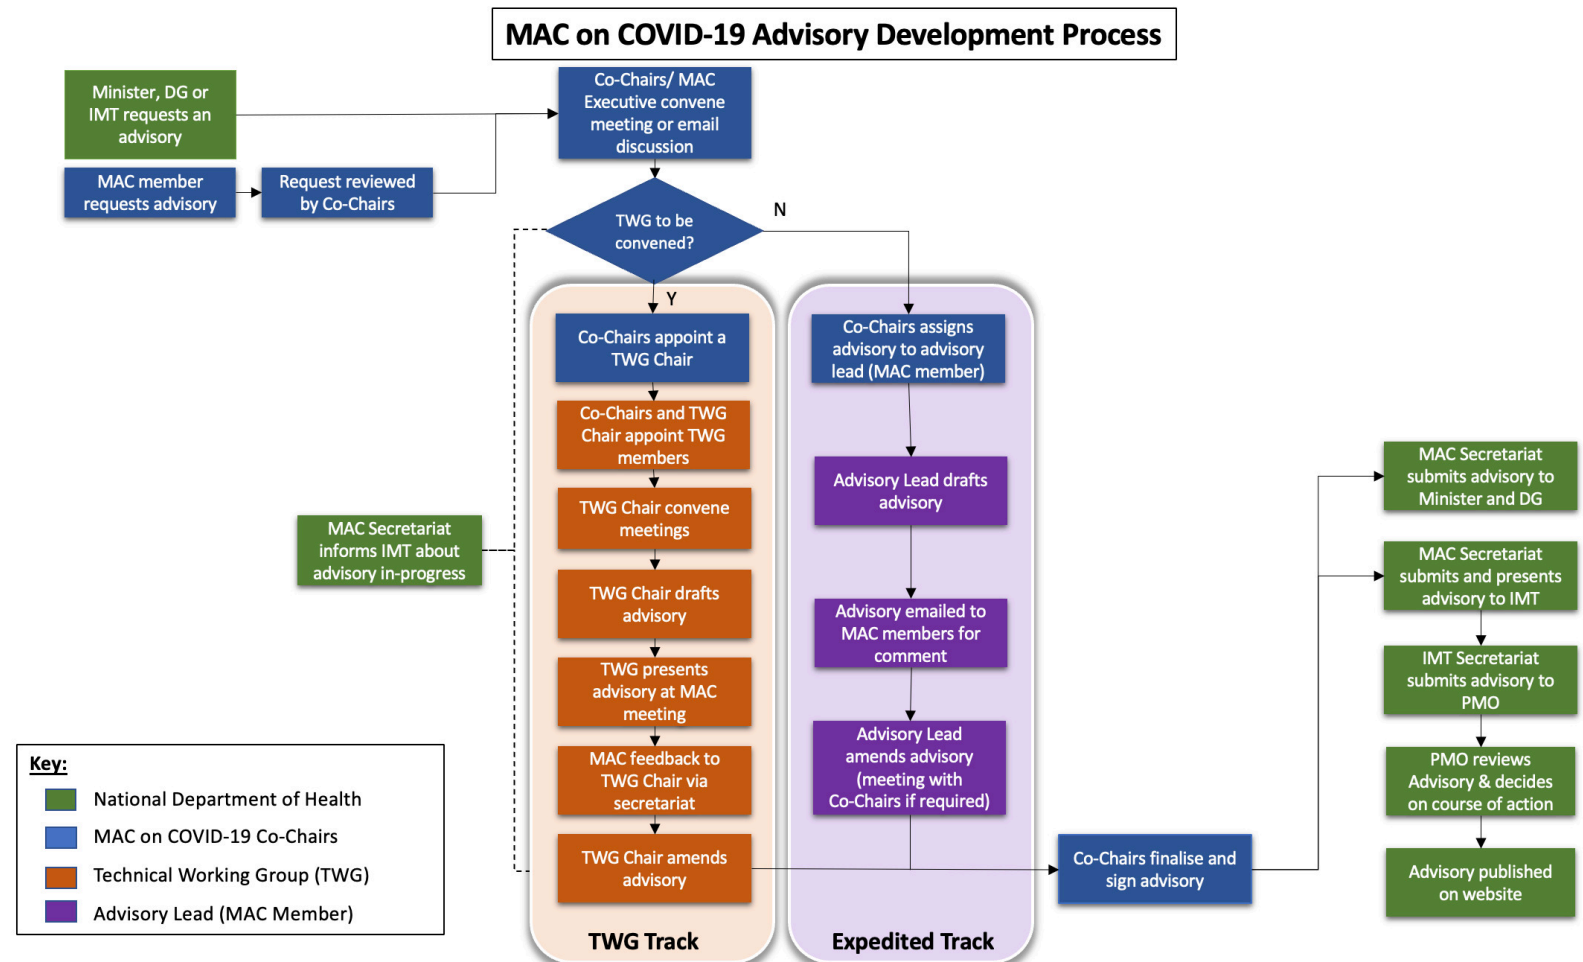 MAC on COVID-19 Advisory Development Process
Minister, DG or
IMT requests an
advisory
Co-Chairs/ MAC
Executive convene
meeting or email
discussion
MAC member
requests advisory
Request reviewed
by Co-Chairs
TWG to be
convened?
N
Y
Co-Chairs appoint a
TWG Chair
Co-Chairs and TWG
Chair appoint TWG
members
TWG Chair convene
meetings
TWG Chair drafts
advisory
TWG presents
advisory at MAC
meeting
MAC feedback to
TWG Chair via
secretariat
TWG Chair amends
advisory
TWG Track
Co-Chairs assigns
advisory to advisory
lead (MAC member)
Advisory Lead drafts
advisory
Advisory emailed to
MAC members for
comment
Advisory Lead
amends advisory
(meeting with
Co-Chairs if required)
Expedited Track
MAC Secretariat
informs IMT about
advisory in-progress
Co-Chairs finalise and
sign advisory
MAC Secretariat
submits advisory to
Minister and DG
MAC Secretariat
submits and presents
advisory to IMT
IMT Secretariat
submits advisory to
PMO
PMO reviews
Advisory & decides
on course of action
Advisory published
on website
Key:
National Department of Health
MAC on COVID-19 Co-Chairs
Technical Working Group (TWG)
Advisory Lead (MAC Member)